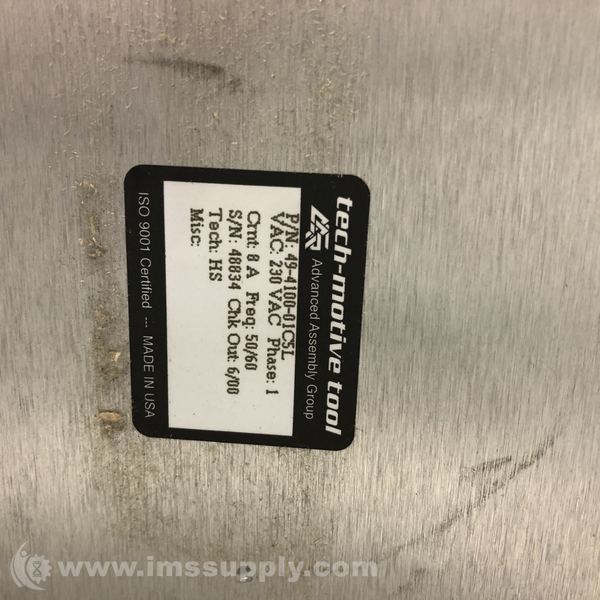 tech-motive tool
Advanced Assembly Group
P/N: 49-4100-01C5L
VAC: 230 VAC Phase: 1
Crnt: 8 A Freq: 50/60
S/N: 48834 Chk Out: 6/00
Tech: HS
Misc:
ISO 9001 Certified --- MADE IN USA
www.imssupply.com